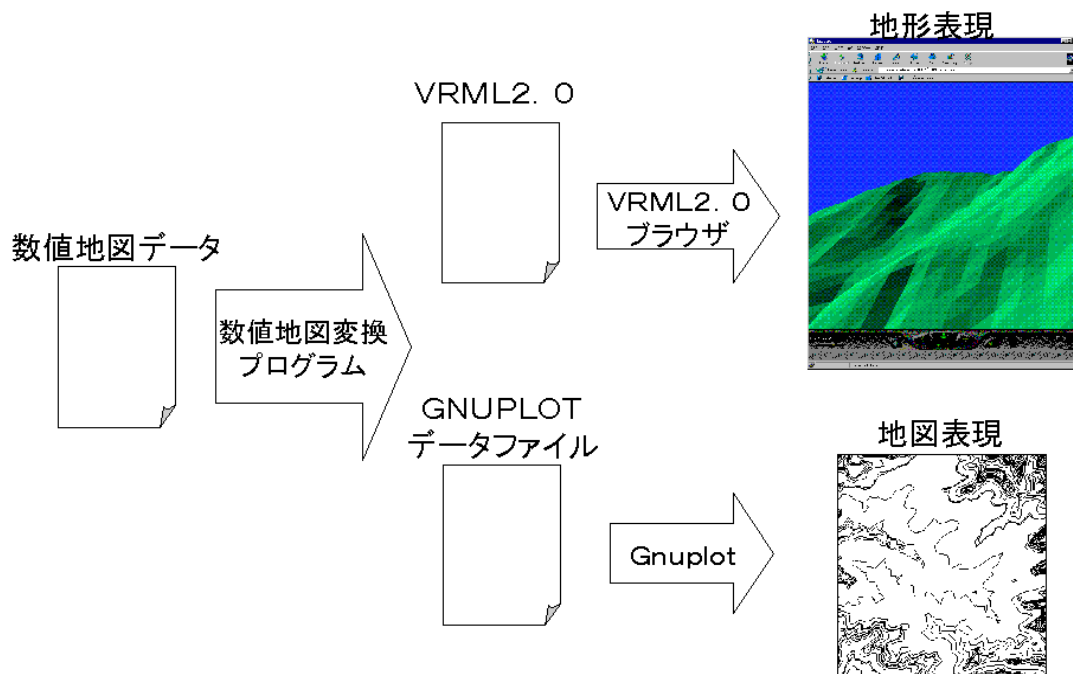 数値地図データ
数値地図変換
プログラム
VRML2．0
VRML2．0
ブラウザ
地形表現
GNUPLOT
データファイル
Gnuplot
地図表現